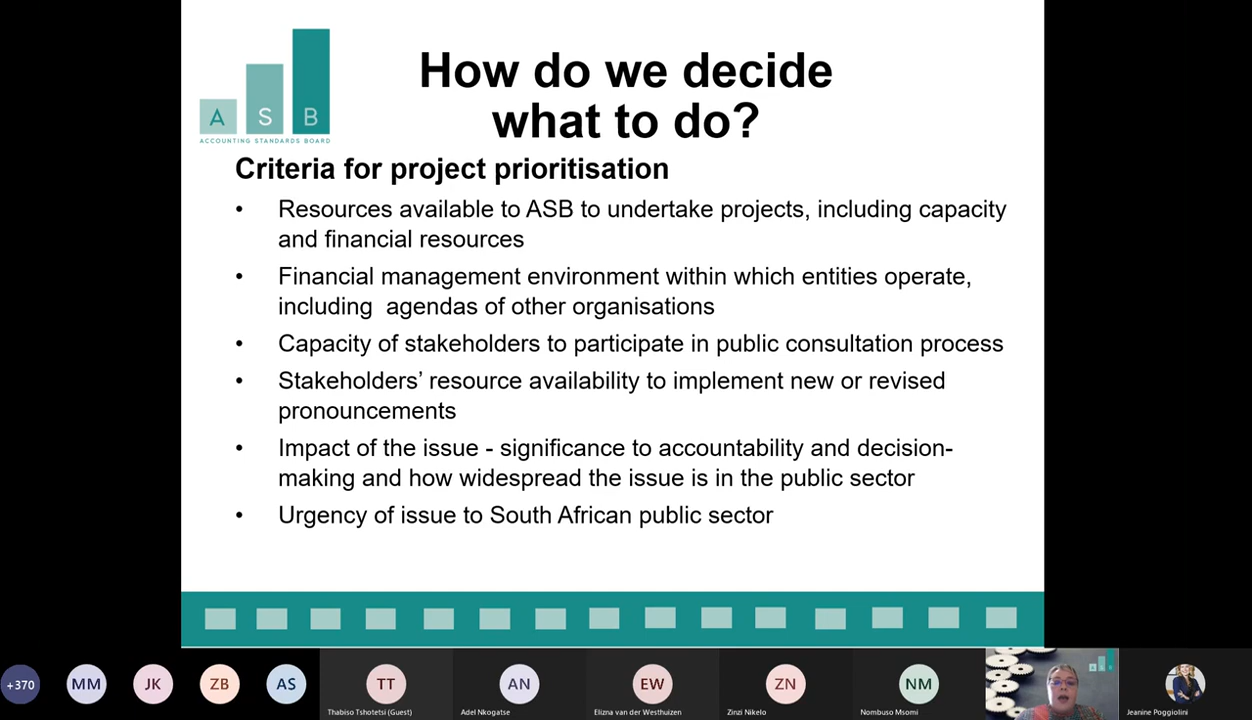 A S B
ACCOUNTING STANDARDS BOARD
How do we decide
what to do?
Criteria for project prioritisation
• Resources available to ASB to undertake projects, including capacity
and financial resources
• Financial management environment within which entities operate,
including  agendas of other organisations
• Capacity of stakeholders to participate in public consultation process
• Stakeholders’ resource availability to implement new or revised
pronouncements
• Impact of the issue - significance to accountability and decision-
making and how widespread the issue is in the public sector
• Urgency of issue to South African public sector
+370 MM JK ZB AS TT AN EW ZN NM
Thabiso Tshotetsi (Guest) Adel Nkogatse Elizna van der Westhuizen Zinzi Nikelo Nombuso Msomi Jeanine Poggiolini